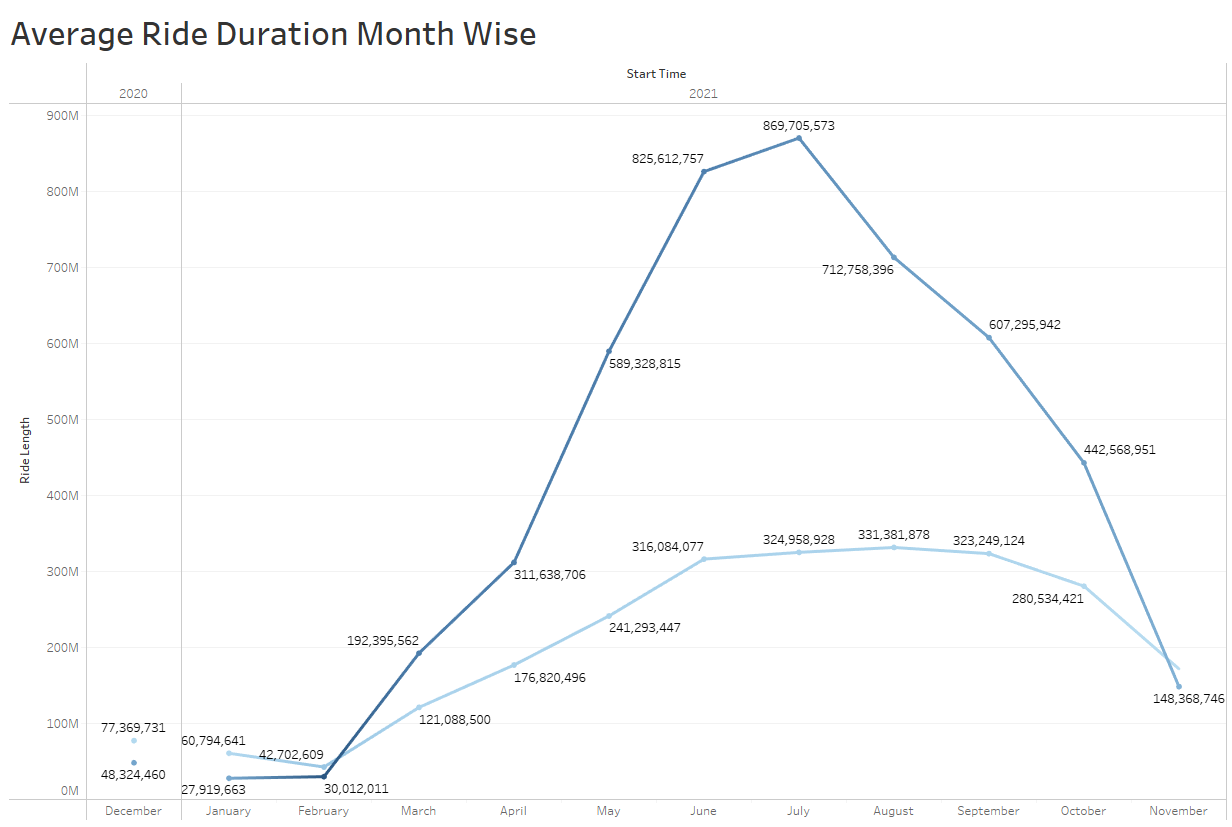 Average Ride Duration Month Wise
Start Time
2020 2021
900M
800M
700M
600M
500M
400M
300M
200M
100M
0M
Ride Length
869,705,573
825,612,757
712,758,396
607,295,942
589,328,815
442,568,951
331,381,878
324,958,928
323,249,124
316,084,077
311,638,706
280,534,421
241,293,447
192,395,562
176,820,496
148,368,746
121,088,500
77,369,731
60,794,641
42,702,609
48,324,460
27,919,663
30,012,011
December January February March April May June July August September October November